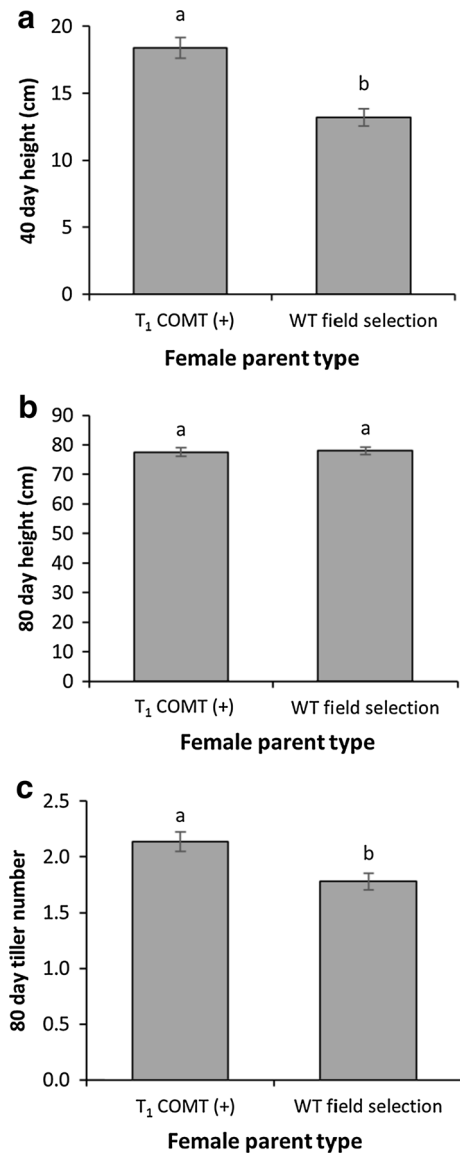 a
40 day height (cm)
20
15
10
5
0
a
b
T₁ COMT (+)
WT field selection
Female parent type
b
80 day height (cm)
90
80
70
60
50
40
30
20
10
0
a
a
T₁ COMT (+)
WT field selection
Female parent type
c
80 day tiller number
2.5
2.0
1.5
1.0
0.5
0.0
a
b
T₁ COMT (+)
WT field selection
Female parent type